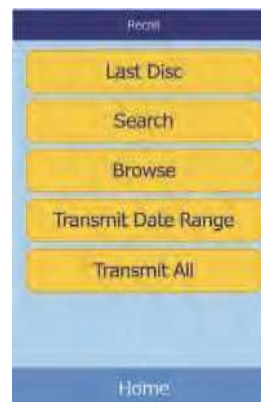 Recall
Last Disc
Search
Browse
Transmit Date Range
Transmit All
Home